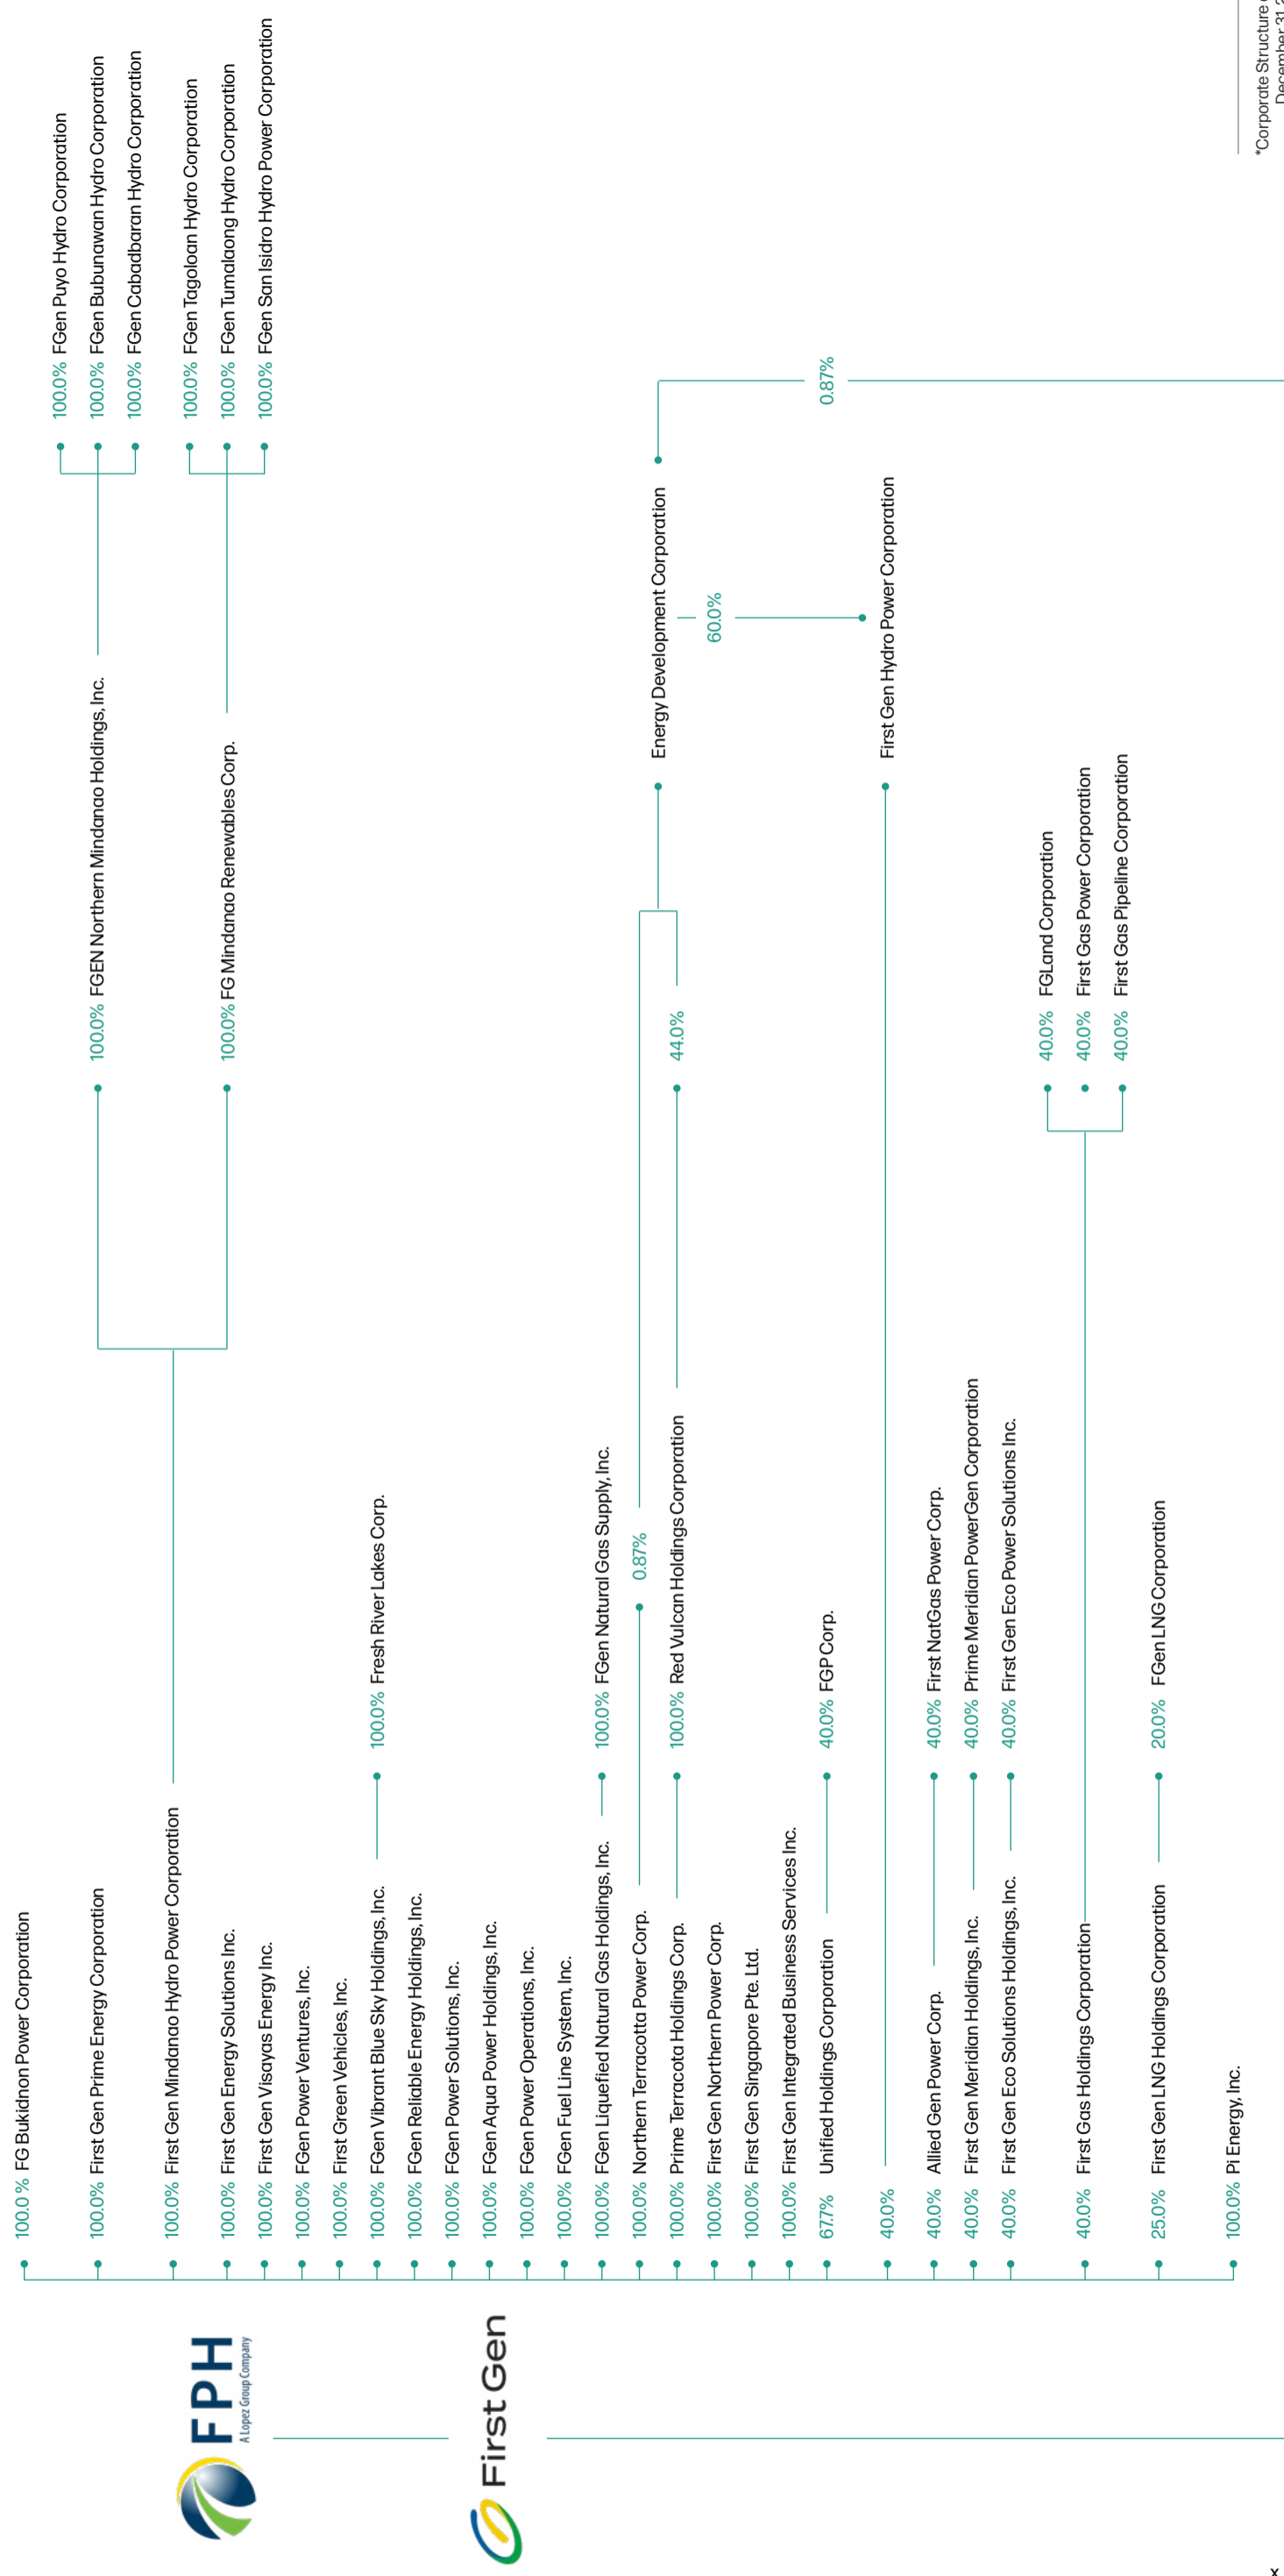 FPH
A Lopez Group Company
First Gen
100.0 % FG Bukidnon Power Corporation
100.0% First Gen Prime Energy Corporation
100.0% First Gen Mindanao Hydro Power Corporation
100.0% FGEN Northern Mindanao Holdings, Inc.
100.0% FGen Puyo Hydro Corporation
100.0% FGen Bubunawan Hydro Corporation
100.0% FGen Cabadbaran Hydro Corporation
100.0% FG Mindanao Renewables Corp.
100.0% FGen Tagoloan Hydro Corporation
100.0% FGen Tumalaong Hydro Corporation
100.0% FGen San Isidro Hydro Power Corporation
100.0% First Gen Energy Solutions Inc.
100.0% First Gen Visayas Energy Inc.
100.0% FGen Power Ventures, Inc.
100.0% First Green Vehicles, Inc.
100.0% FGen Vibrant Blue Sky Holdings, Inc.
100.0% Fresh River Lakes Corp.
100.0% FGen Reliable Energy Holdings, Inc.
100.0% FGen Power Solutions, Inc.
100.0% FGen Aqua Power Holdings, Inc.
100.0% FGen Power Operations, Inc.
100.0% FGen Fuel Line System, Inc.
100.0% FGen Liquefied Natural Gas Holdings, Inc.
100.0% FGen Natural Gas Supply, Inc.
100.0% Northern Terracotta Power Corp.
0.87%
100.0% Prime Terracota Holdings Corp.
100.0% Red Vulcan Holdings Corporation
44.0%
Energy Development Corporation
60.0%
0.87%
100.0% First Gen Northern Power Corp.
100.0% First Gen Singapore Pte. Ltd.
100.0% First Gen Integrated Business Services Inc.
67.7% Unified Holdings Corporation
40.0% FGP Corp.
40.0%
First Gen Hydro Power Corporation
40.0% Allied Gen Power Corp.
40.0% First NatGas Power Corp.
40.0% First Gen Meridian Holdings, Inc.
40.0% Prime Meridian PowerGen Corporation
40.0% First Gen Eco Solutions Holdings, Inc.
40.0% First Gen Eco Power Solutions Inc.
40.0% First Gas Holdings Corporation
40.0% FGLand Corporation
40.0% First Gas Power Corporation
40.0% First Gas Pipeline Corporation
25.0% First Gen LNG Holdings Corporation
20.0% FGen LNG Corporation
100.0% Pi Energy, Inc.
*Corporate Structure
December 31,
x